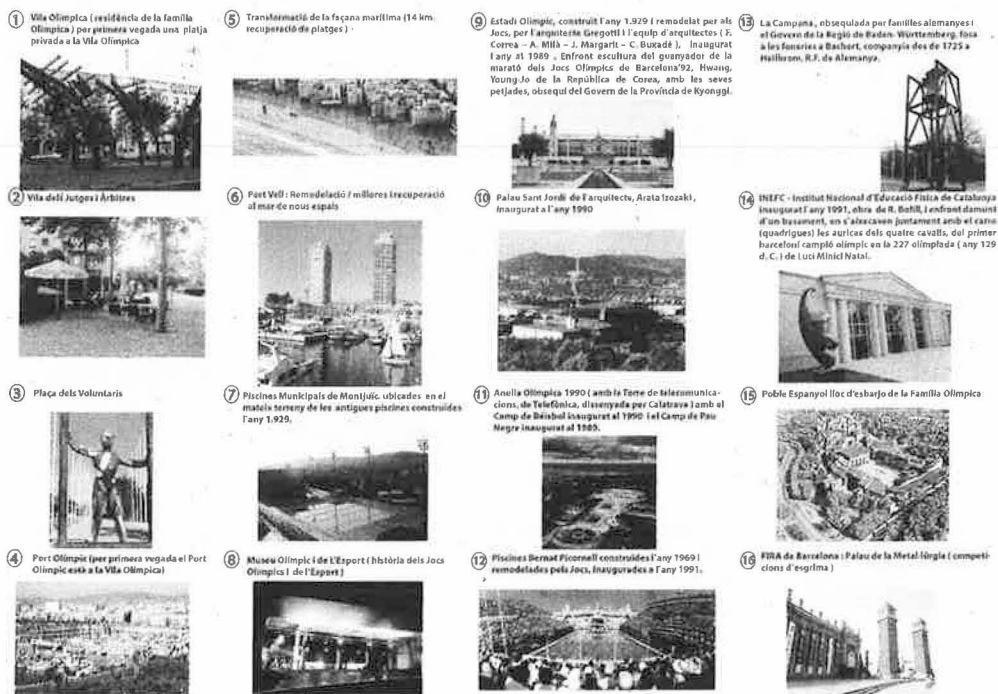 1 Vila Olímpica ( residència de la família
Olímpica ) per primera vegada una platja
privada a la Vila Olímpica
2 Vila dels Jutges i Àrbitres
3 Plaça dels Voluntaris
4 Port Olímpic (per primera vegada el Port
Olímpic està a la Vila Olímpica)
5 Transformació de la façana marítima (14 km.
recuperació de platges )
6 Port Vell : Remodelació / millores i recuperació
al mar de nous espais
7 Piscines Municipals de Montjuïc, ubicades en el
mateix terreny de les antigues piscines construïdes
l'any 1.929.
8 Museu Olímpic i de L'Esport ( història dels Jocs
Olímpics i de l'Esport )
9 Estadi Olímpic, construït l'any 1.929 i remodelat per als
Jocs, per l'arquitecte Gregotti i l'equip d'arquitectes ( F.
Correa – A. Milà – J. Margarit – C. Buxadé ), Inaugurat
l'any al 1989 . Enfront escultura del guanyador de la
marató dels Jocs Olímpics de Barcelona'92, Hwang,
Young-Jo de la República de Corea, amb les seves
petjades, obsequi del Govern de la Província de Kyonggi.
10 Palau Sant Jordi de l'arquitecte, Arata Izozaki ,
inaugurat a l'any 1990
11 Anella Olímpica 1990 ( amb la Torre de telecomunica-
cions, de Telefònica, dissenyada per Calatrava ) amb el
Camp de Béisbol inaugurat al 1990 i el Camp de Pau
Negre inaugurat al 1989.
12 Piscines Bernat Picornell construïdes l'any 1969 i
remodelades pels Jocs, inaugurades a l'any 1991.
13 La Campana , obsequiada per famílies alemanyes i
el Govern de la Regió de Baden-Württemberg, fosa
a les foneries a Bachert, companyia des de 1725 a
Heilbronn, R.F. de Alemanya.
14 INEFC - Institut Nacional d'Educació Física de Catalunya
inaugurat l'any 1991, obra de R. Bofill, i enfront damunt
d'un basament, on s'aixecaven juntament amb el carro
(quadrigues) les auriques dels quatre cavalls, del primer
barceloní campió olímpic en la 227 olimpíada ( any 129
d. C. ) de Luci Minici Natal.
15 Poble Espanyol lloc d'esbarjo de la Família Olímpica
16 FIRA de Barcelona : Palau de la Metal·lúrgia ( competi-
cions d'esgrima )